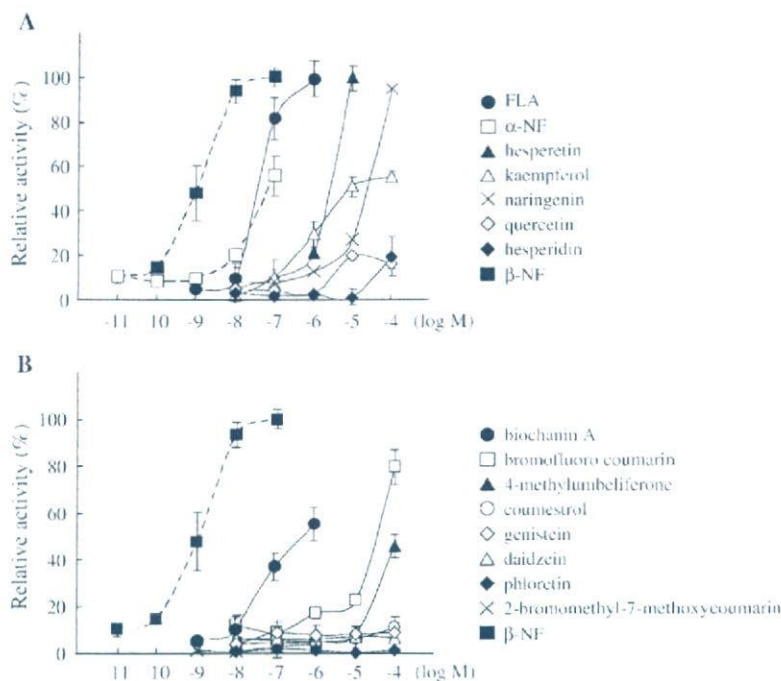 A
Relative activity (%)
100
80
60
40
20
0
-11 10 -9 -8 -7 -6 -5 -4 (log M)
FLA
α-NF
hesperetin
kaempferol
naringenin
quercetin
hesperidin
β-NF
B
Relative activity (%)
100
80
60
40
20
0
-11 10 -9 -8 -7 -6 -5 -4 (log M)
biochanin A
bromofluoro coumarin
4-methylumbeliferone
coumestrol
genistein
daidzein
phloretin
2-bromomethyl-7-methoxycoumarin
β-NF